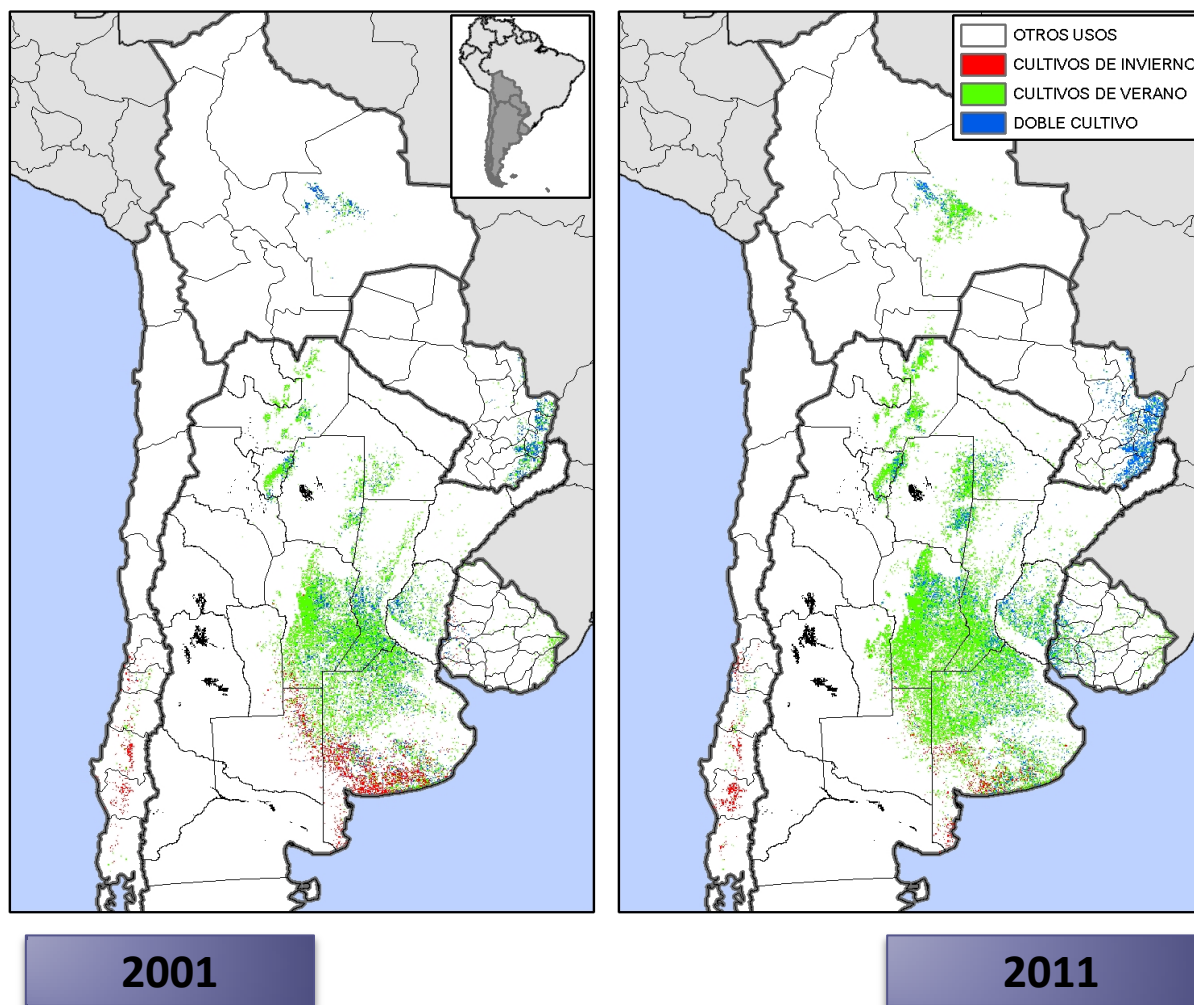 OTROS USOS
CULTIVOS DE INVIERNO
CULTIVOS DE VERANO
DOBLE CULTIVO
2001
2011